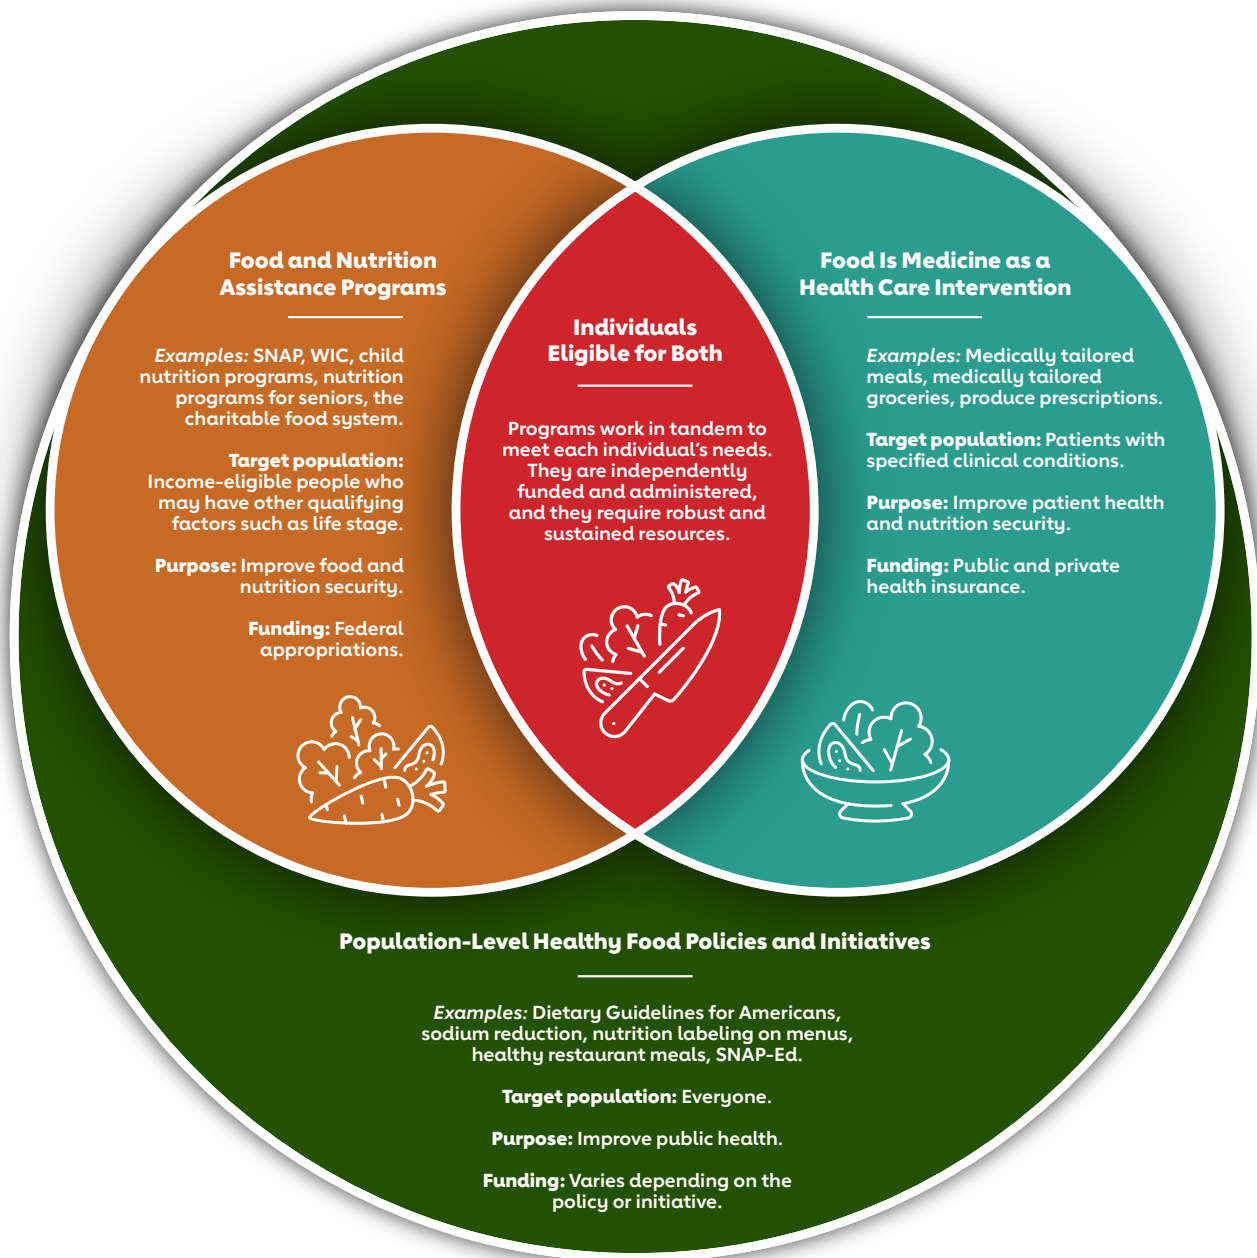 Food and Nutrition
Assistance Programs
Examples: SNAP, WIC, child
nutrition programs, nutrition
programs for seniors, the
charitable food system.
Target population:
Income-eligible people who
may have other qualifying
factors such as life stage.
Purpose: Improve food and
nutrition security.
Funding: Federal
appropriations.
Individuals
Eligible for Both
Programs work in tandem to
meet each individual's needs.
They are independently
funded and administered,
and they require robust and
sustained resources.
Food Is Medicine as a
Health Care Intervention
Examples: Medically tailored
meals, medically tailored
groceries, produce prescriptions.
Target population: Patients with
specified clinical conditions.
Purpose: Improve patient health
and nutrition security.
Funding: Public and private
health insurance.
Population-Level Healthy Food Policies and Initiatives
Examples: Dietary Guidelines for Americans,
sodium reduction, nutrition labeling on menus,
healthy restaurant meals, SNAP-Ed.
Target population: Everyone.
Purpose: Improve public health.
Funding: Varies depending on the
policy or initiative.